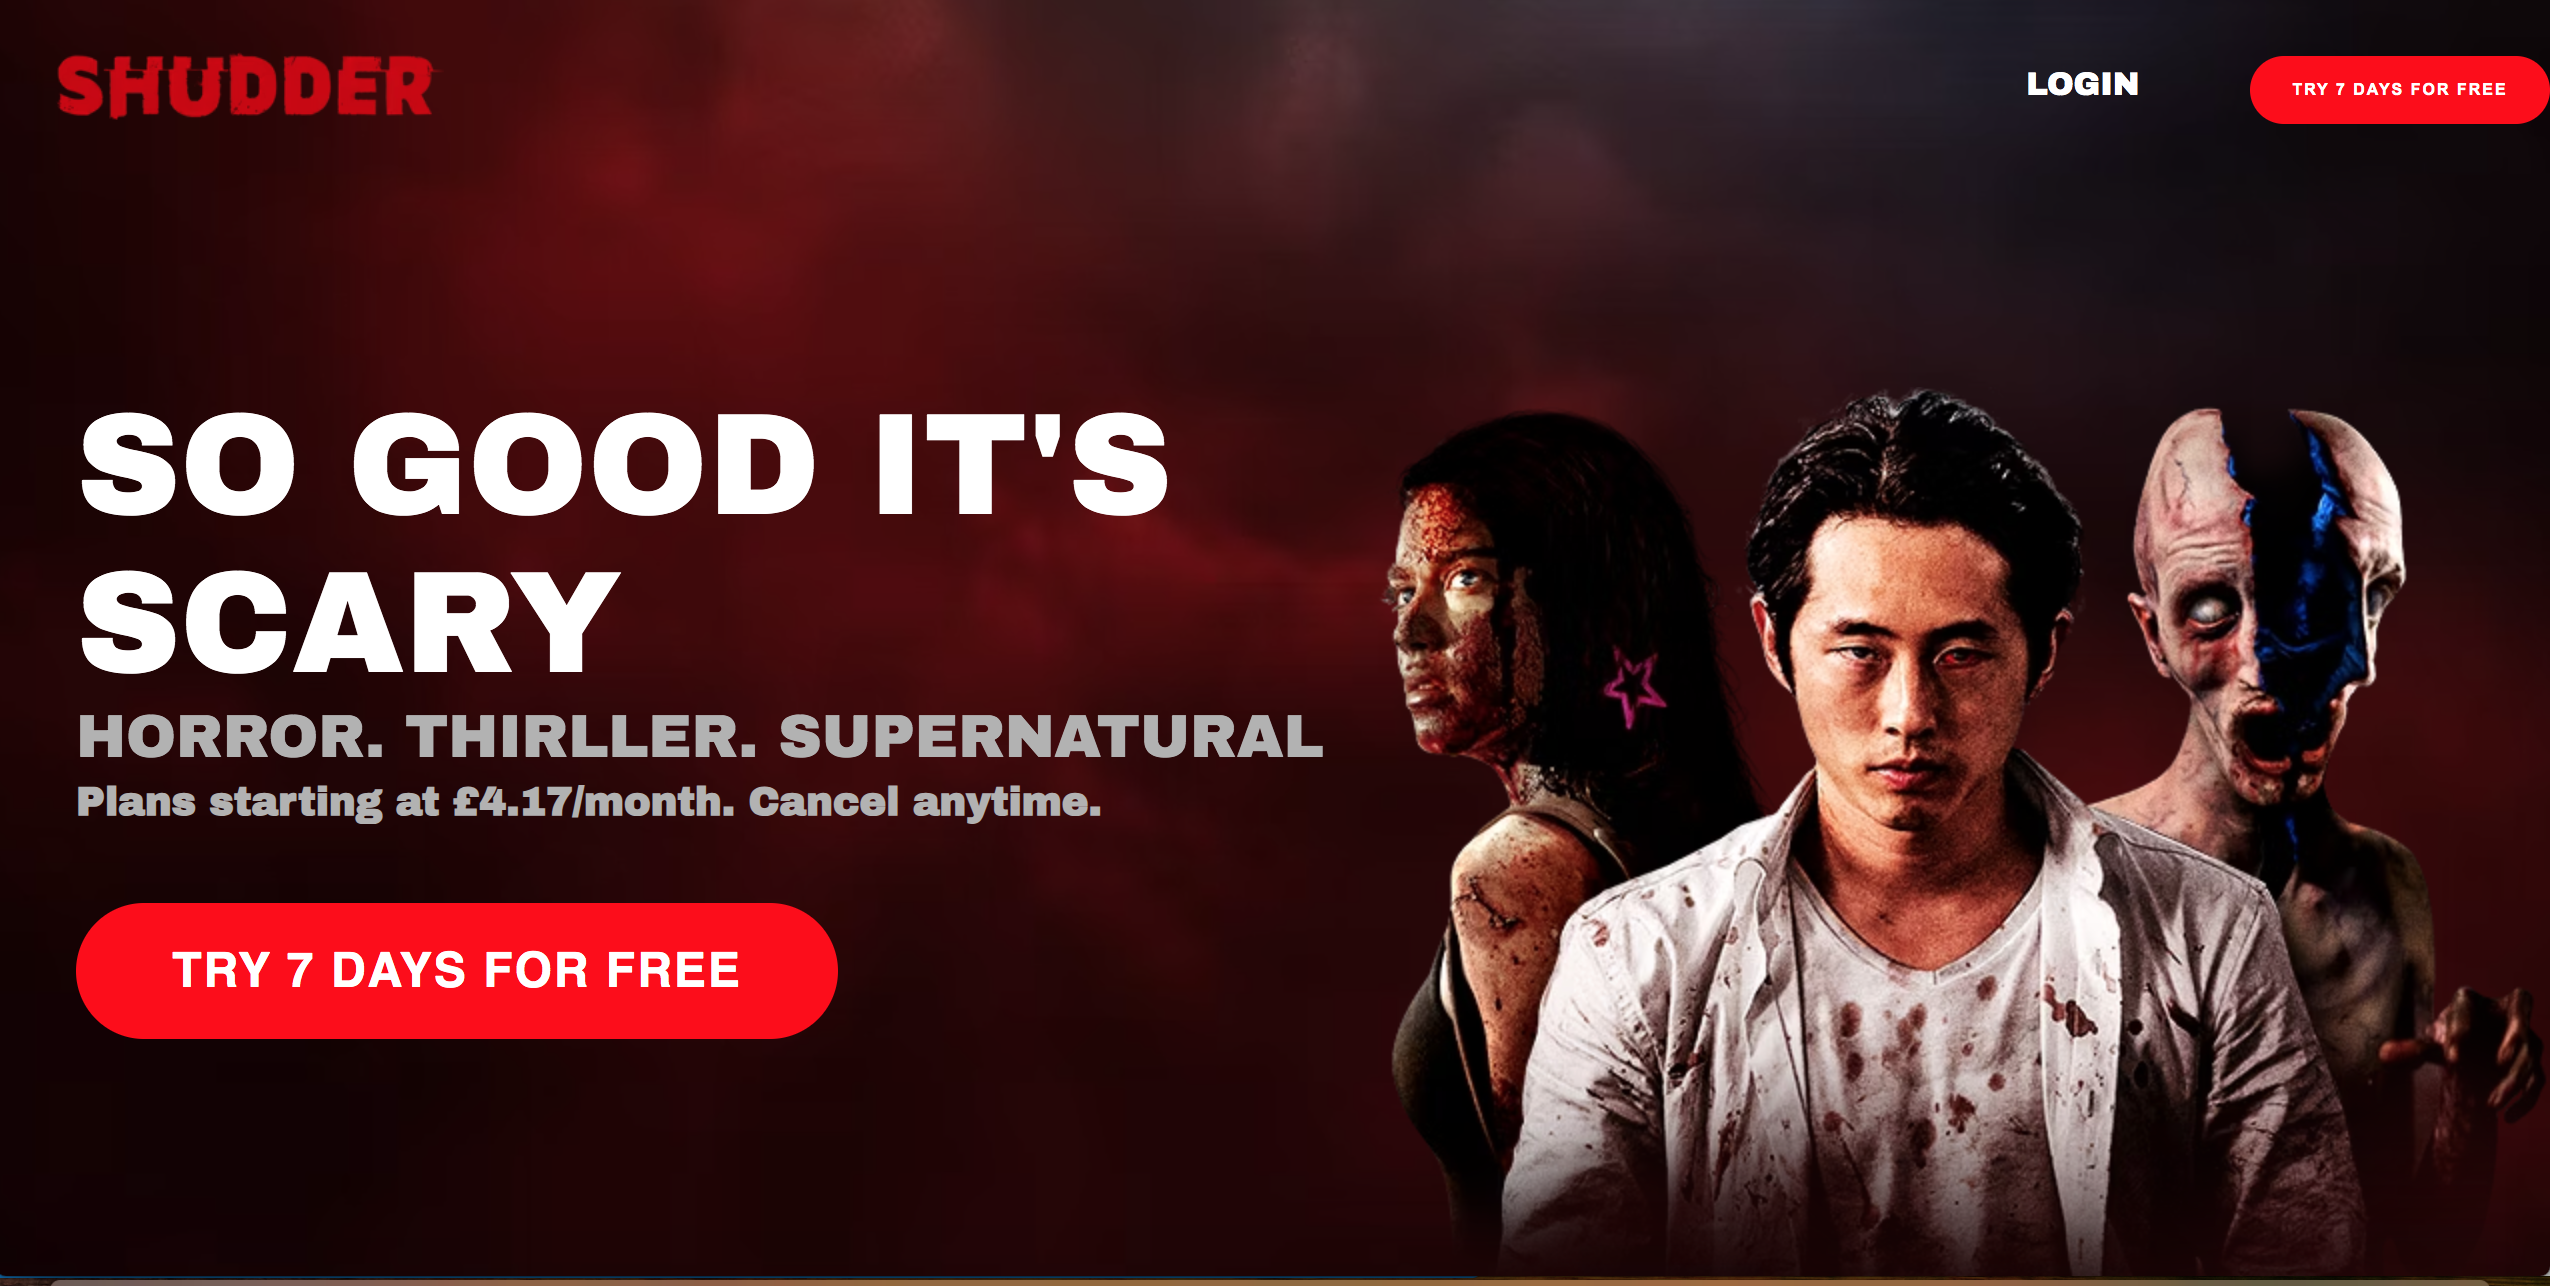 SHUDDER
LOGIN
TRY 7 DAYS FOR FREE
SO GOOD IT'S
SCARY
HORROR. THIRLLER. SUPERNATURAL
Plans starting at £4.17/month. Cancel anytime.
TRY 7 DAYS FOR FREE